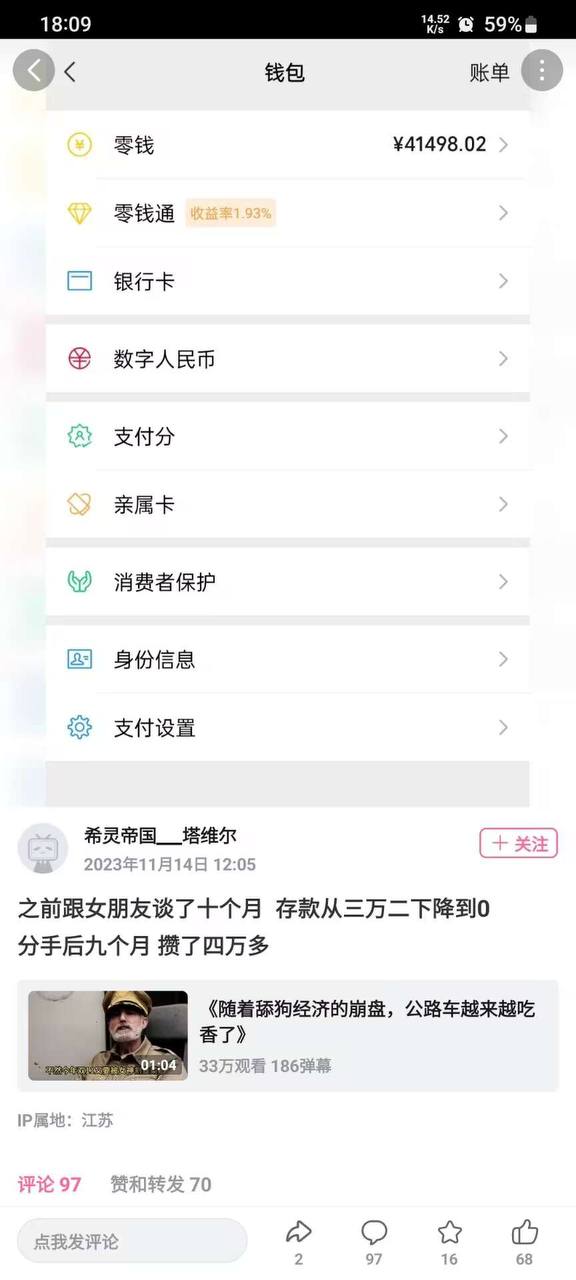 18:09
14.52
K/s
59%
钱包
账单
零钱
¥41498.02
零钱通
收益率1.93%
银行卡
数字人民币
支付分
亲属卡
消费者保护
身份信息
支付设置
希灵帝国___塔维尔
2023年11月14日 12:05
+ 关注
之前跟女朋友谈了十个月 存款从三万二下降到0
分手后九个月 攒了四万多
《随着舔狗经济的崩盘，公路车越来越吃
香了》
01:04
33万观看 186弹幕
IP属地：江苏
评论 97
赞和转发 70
点我发评论
2
97
16
68